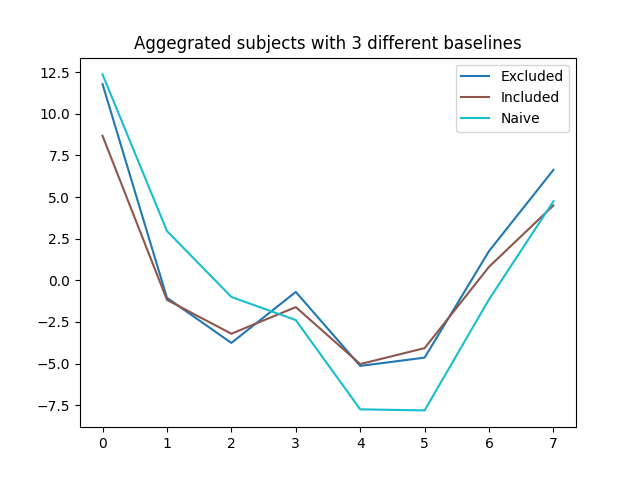 Aggegrated subjects with 3 different baselines
Excluded
Included
Naive
12.5
10.0
7.5
5.0
2.5
0.0
−2.5
−5.0
−7.5
0 1 2 3 4 5 6 7